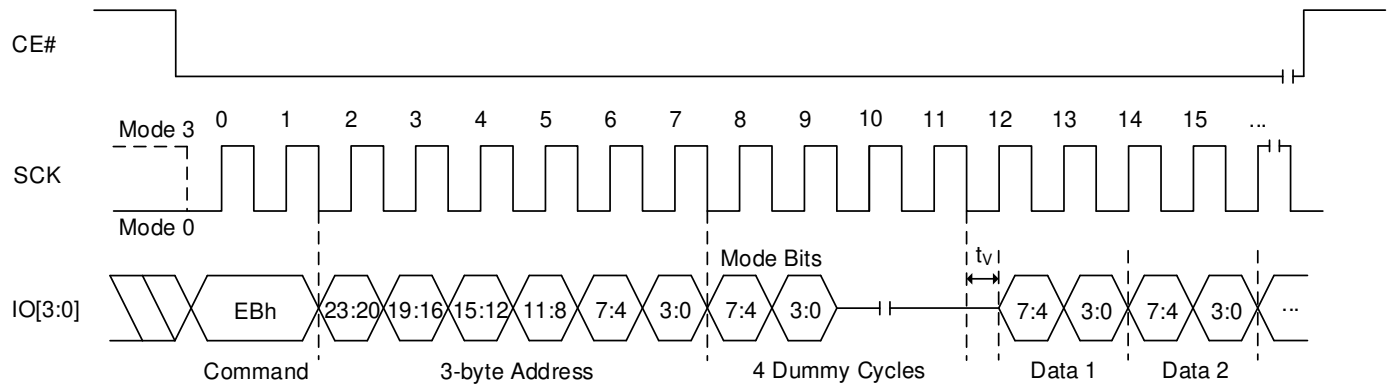 CE#
Mode 3 0 1 2 3 4 5 6 7 8 9 10 11 12 13 14 15 ...
SCK
Mode 0
Mode Bits tV
IO[3:0] EBh 23:20 19:16 15:12 11:8 7:4 3:0 7:4 3:0 7:4 3:0 7:4 3:0 ...
Command 3-byte Address 4 Dummy Cycles Data 1 Data 2